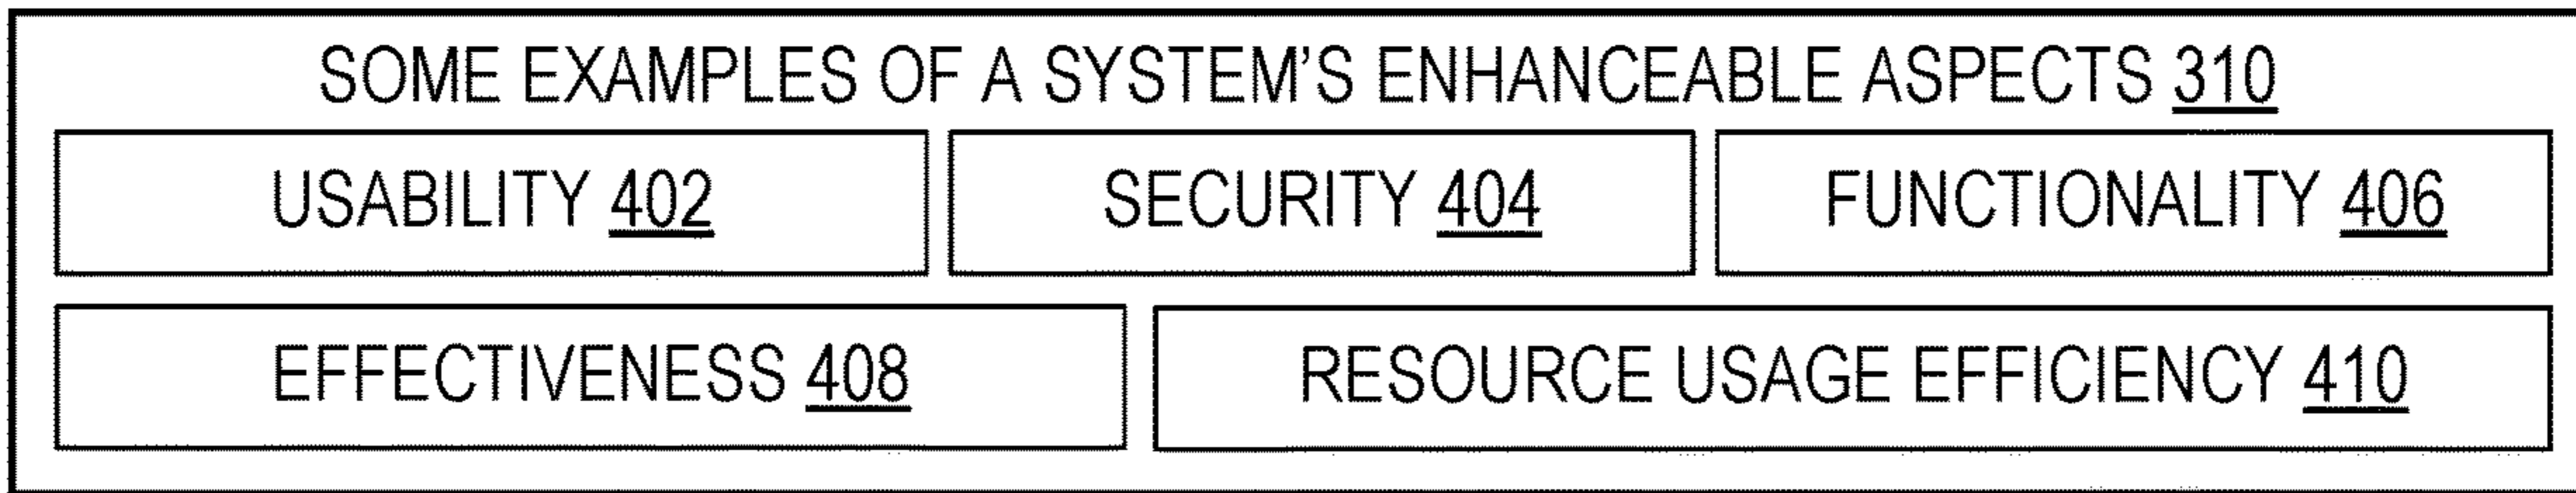 SOME EXAMPLES OF A SYSTEM’S ENHANCEABLE ASPECTS 310
USABILITY 402 SECURITY 404 FUNCTIONALITY 406
EFFECTIVENESS 408 RESOURCE USAGE EFFICIENCY 410